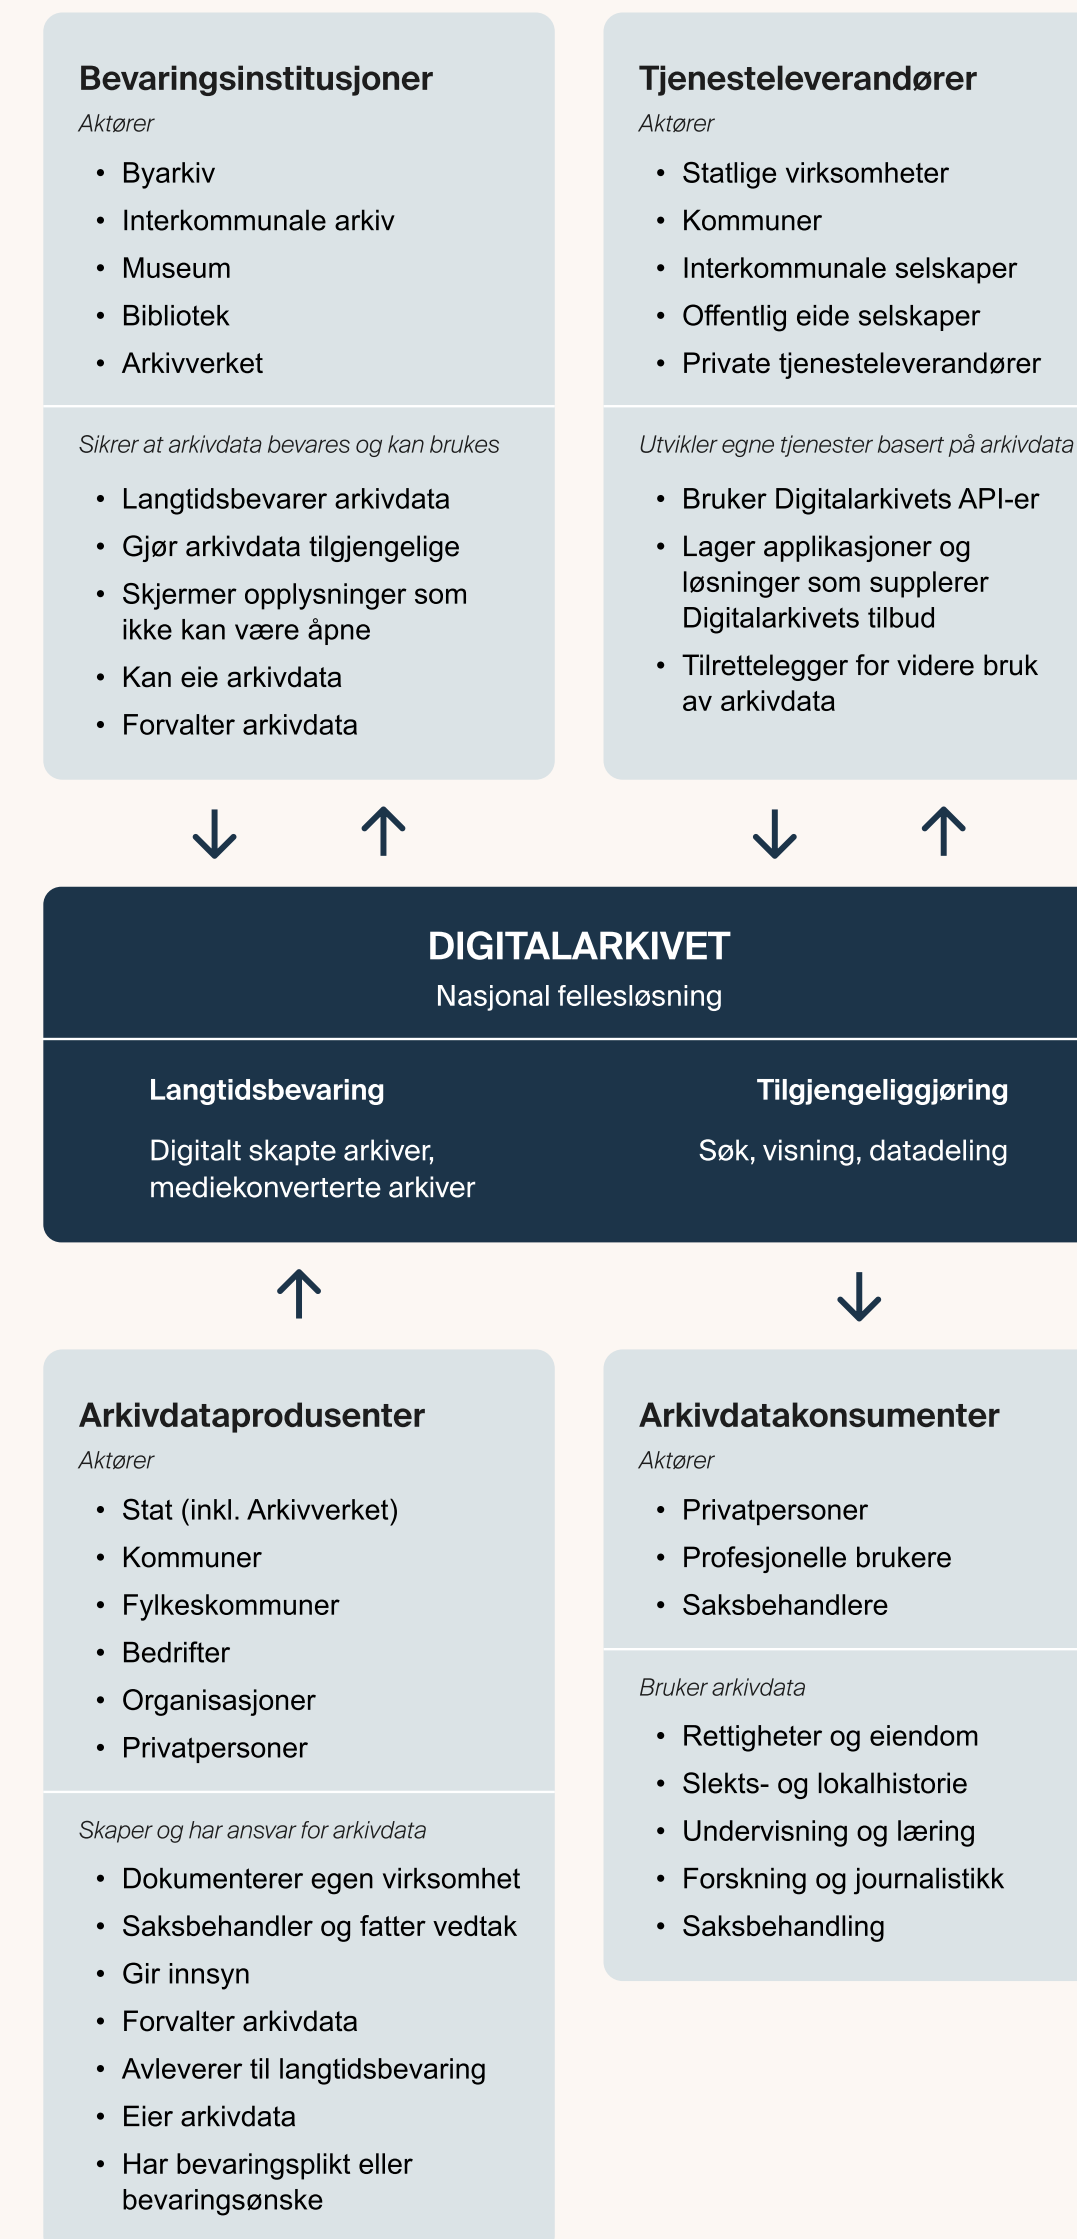 Bevaringsinstitusjoner
Aktører
• Byarkiv
• Interkommunale arkiv
• Museum
• Bibliotek
• Arkivverket
Sikrer at arkivdata bevares og kan brukes
• Langtidsbevarer arkivdata
• Gjør arkivdata tilgjengelige
• Skjermer opplysninger som
ikke kan være åpne
• Kan eie arkivdata
• Forvalter arkivdata
Tjenesteleverandører
Aktører
• Statlige virksomheter
• Kommuner
• Interkommunale selskaper
• Offentlig eide selskaper
• Private tjenesteleverandører
Utvikler egne tjenester basert på arkivdata
• Bruker Digitalarkivets API-er
• Lager applikasjoner og
løsninger som supplerer
Digitalarkivets tilbud
• Tilrettelegger for videre bruk
av arkivdata
DIGITALARKIVET
Nasjonal fellesløsning
Langtidsbevaring
Digitalt skapte arkiver,
mediekonverterte arkiver
Tilgjengeliggjøring
Søk, visning, datadeling
Arkivdataprodusenter
Aktører
• Stat (inkl. Arkivverket)
• Kommuner
• Fylkeskommuner
• Bedrifter
• Organisasjoner
• Privatpersoner
Skaper og har ansvar for arkivdata
• Dokumenterer egen virksomhet
• Saksbehandler og fatter vedtak
• Gir innsyn
• Forvalter arkivdata
• Avleverer til langtidsbevaring
• Eier arkivdata
• Har bevaringsplikt eller
bevaringsønske
Arkivdatakonsumenter
Aktører
• Privatpersoner
• Profesjonelle brukere
• Saksbehandlere
Bruker arkivdata
• Rettigheter og eiendom
• Slekts- og lokalhistorie
• Undervisning og læring
• Forskning og journalistikk
• Saksbehandling